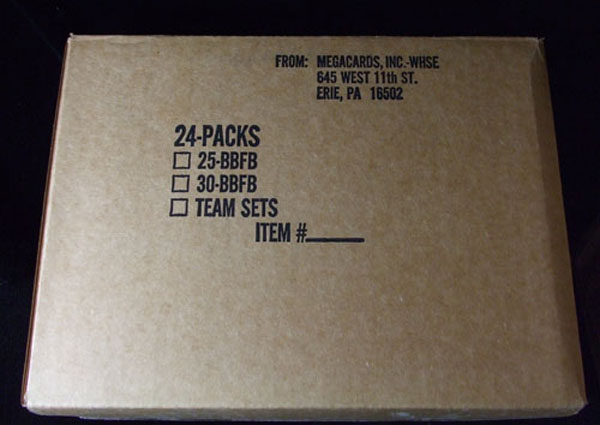 FROM: MEGACARDS, INC.-WHSE
645 WEST 11th ST.
ERIE, PA 16502
24-PACKS
☐ 25-BBFB
☐ 30-BBFB
☐ TEAM SETS
ITEM #______